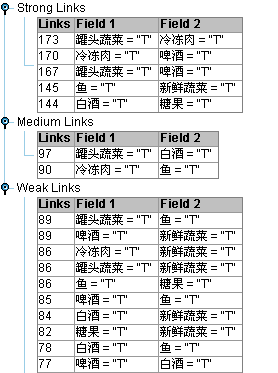 Strong Links
Links Field 1 Field 2
173 罐头蔬菜 = "T" 冷冻肉 = "T"
170 冷冻肉 = "T" 啤酒 = "T"
167 罐头蔬菜 = "T" 啤酒 = "T"
145 鱼 = "T" 新鲜蔬菜 = "T"
144 白酒 = "T" 糖果 = "T"
Medium Links
Links Field 1 Field 2
97 罐头蔬菜 = "T" 白酒 = "T"
90 冷冻肉 = "T" 鱼 = "T"
Weak Links
Links Field 1 Field 2
89 罐头蔬菜 = "T" 鱼 = "T"
89 啤酒 = "T" 新鲜蔬菜 = "T"
86 冷冻肉 = "T" 新鲜蔬菜 = "T"
86 罐头蔬菜 = "T" 新鲜蔬菜 = "T"
86 鱼 = "T" 糖果 = "T"
85 啤酒 = "T" 鱼 = "T"
84 白酒 = "T" 新鲜蔬菜 = "T"
82 糖果 = "T" 新鲜蔬菜 = "T"
78 白酒 = "T" 鱼 = "T"
77 啤酒 = "T" 白酒 = "T"